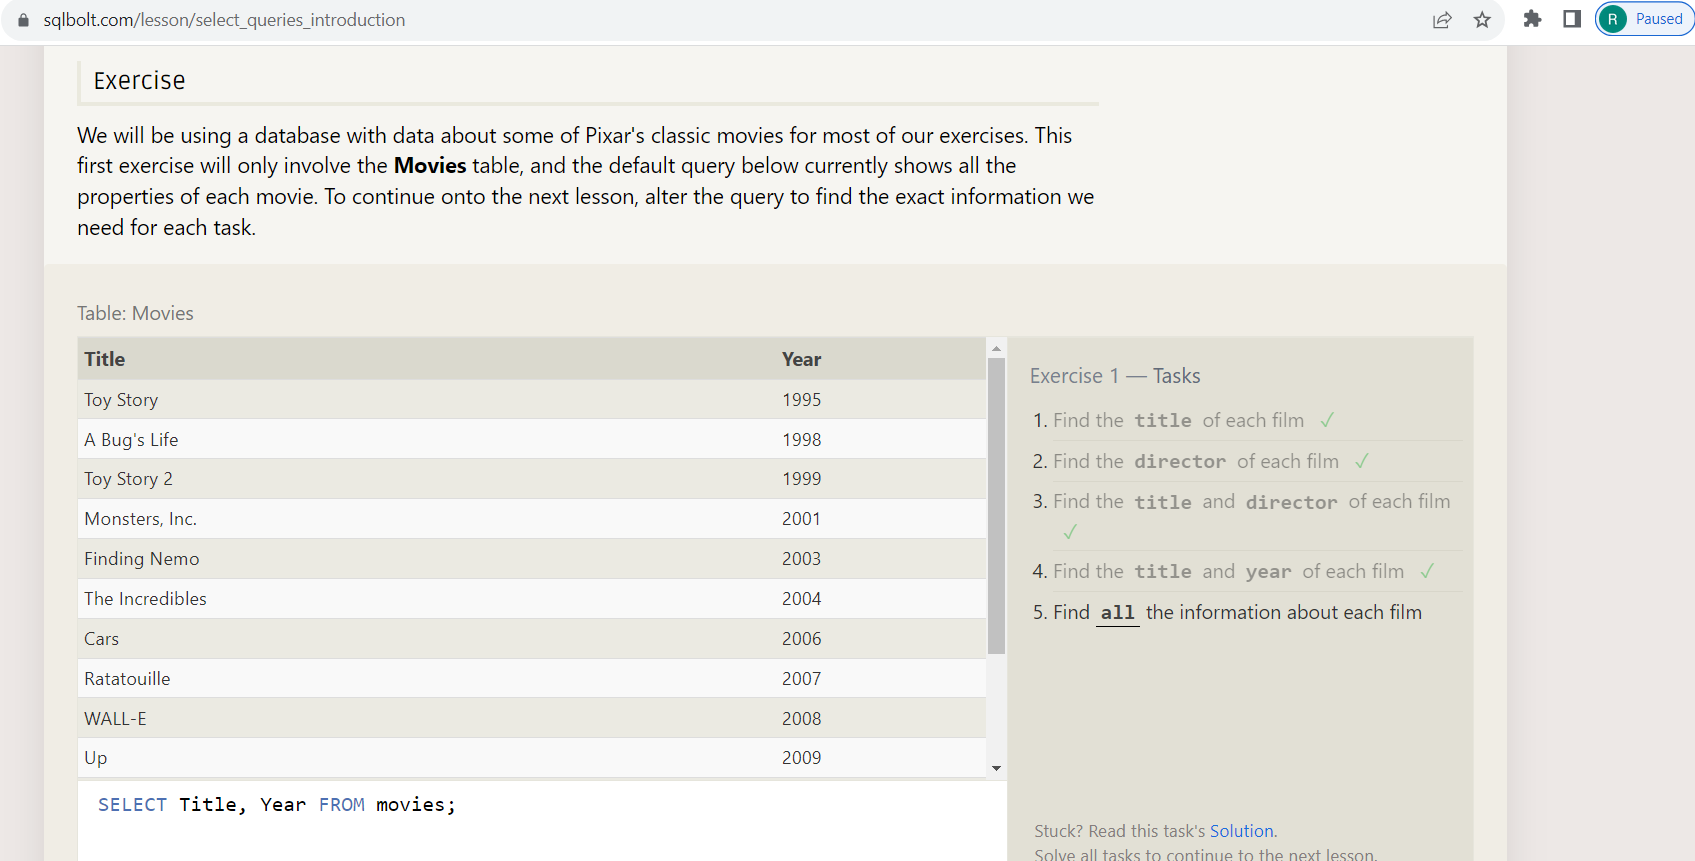 sqlbolt.com/lesson/select_queries_introduction
R Paused
Exercise
We will be using a database with data about some of Pixar's classic movies for most of our exercises. This
first exercise will only involve the Movies table, and the default query below currently shows all the
properties of each movie. To continue onto the next lesson, alter the query to find the exact information we
need for each task.
Table: Movies
Title Year
Toy Story 1995
A Bug's Life 1998
Toy Story 2 1999
Monsters, Inc. 2001
Finding Nemo 2003
The Incredibles 2004
Cars 2006
Ratatouille 2007
WALL-E 2008
Up 2009
SELECT Title, Year FROM movies;
Exercise 1 — Tasks
1. Find the title of each film ✓
2. Find the director of each film ✓
3. Find the title and director of each film
✓
4. Find the title and year of each film ✓
5. Find all the information about each film
Stuck? Read this task's Solution.
Solve all tasks to continue to the next lesson.